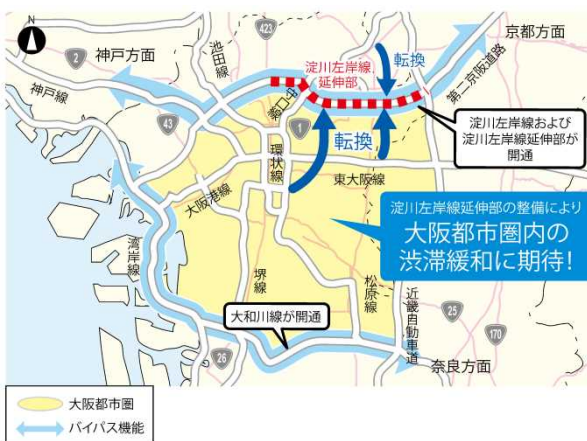 N
423
2
神戸方面
池田線
京都方面
淀川左岸線
延伸部
転換
第二京阪道路
神戸線
守口線
43
1
転換
淀川左岸線および
淀川左岸線延伸部が
開通
環状線
大阪港線
東大阪線
淀川左岸線延伸部の整備により
大阪都市圏内の
渋滞緩和に期待!
湾岸線
堺線
松原線
近畿自動車道
大和川線が開通
25
170
26
奈良方面
大阪都市圏
バイパス機能